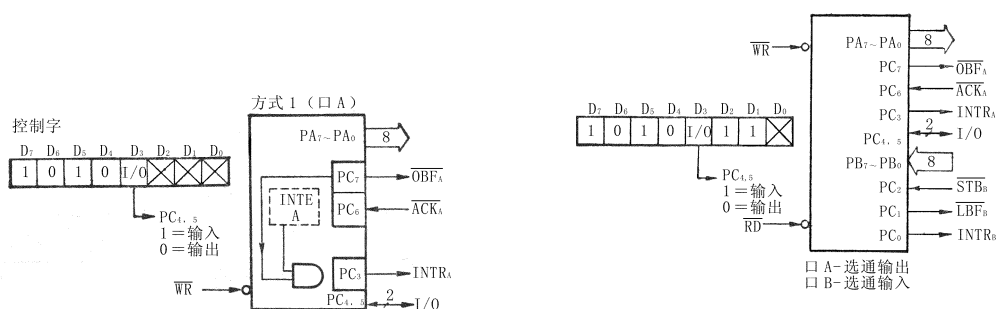 方式1（口A）
控制字
D7 D6 D5 D4 D3 D2 D1 D0
1 0 1 0 I/O
PC4，5
1＝输入
0＝输出
WR
PA7~PA0
8
PC7
OBFA
INTE
A
PC6
ACKA
PC3
INTRA
PC4，5
2
I/O
D7 D6 D5 D4 D3 D2 D1 D0
1 0 1 0 I/O 1 1
PC4,5
1＝输入
0＝输出
WR
RD
PA7~PA0
8
PC7
OBFA
PC6
ACKA
PC3
INTRA
PC4，5
2
I/O
PB7~PB0
8
PC2
STBB
PC1
LBFB
PC0
INTRB
口A-选通输出
口B-选通输入